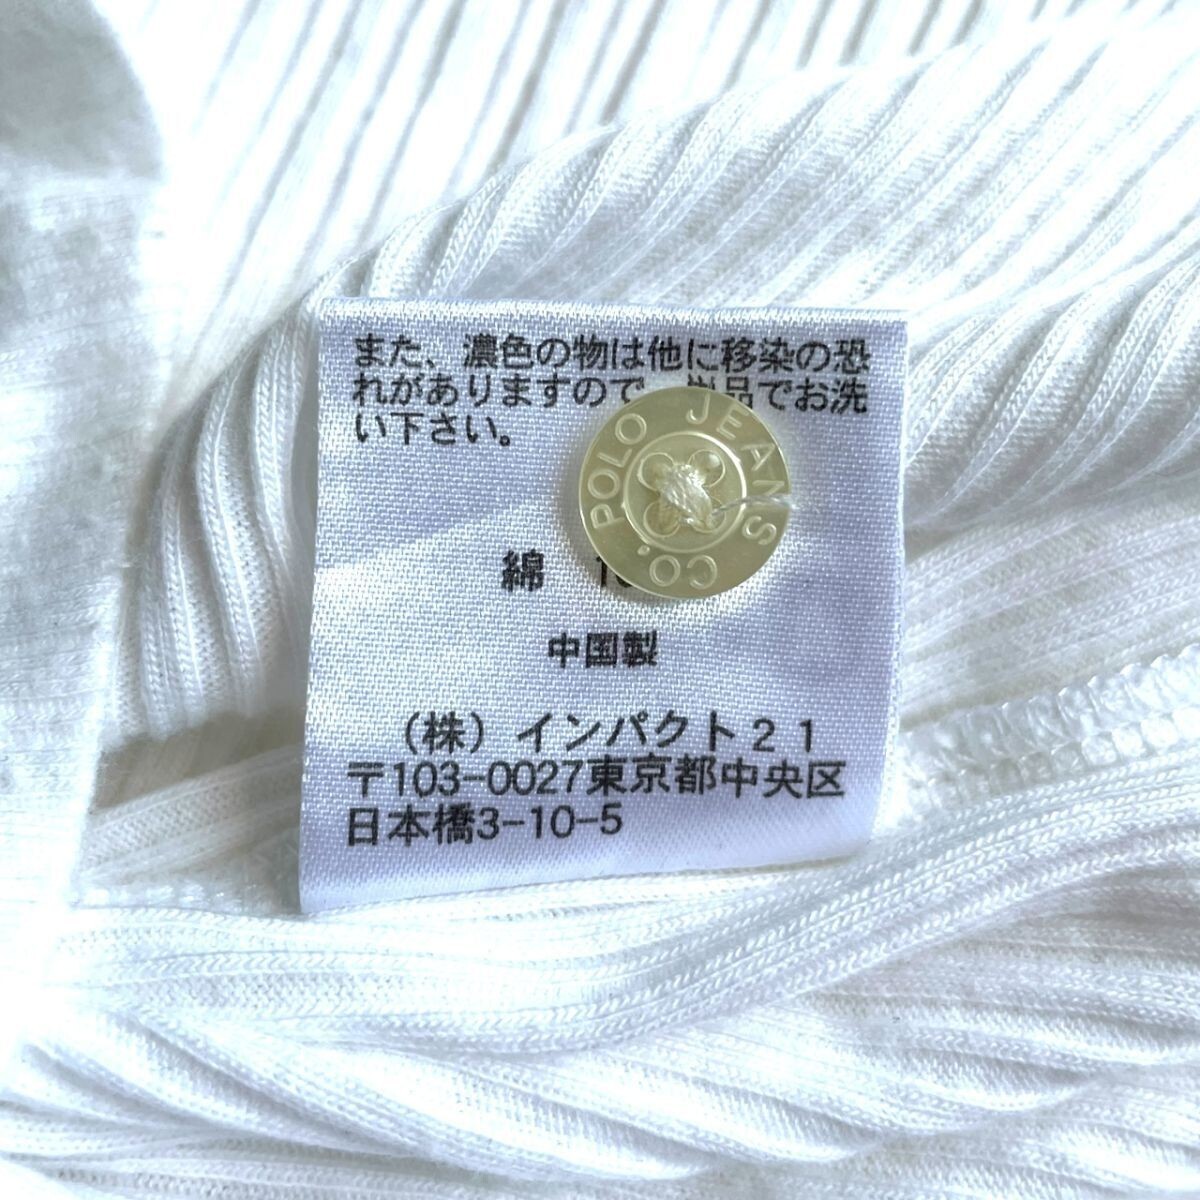 また、濃色の物は他に移染の恐
れがありますので、単品でお洗
い下さい。
POLO JEANS CO.
綿 10
中国製
(株) インパクト21
〒103-0027東京都中央区
日本橋3-10-5